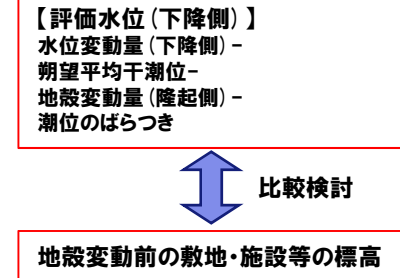 【評価水位(下降側)】
水位変動量(下降側)-
朔望平均干潮位-
地殻変動量(隆起側)-
潮位のばらつき
比較検討
地殻変動前の敷地・施設等の標高